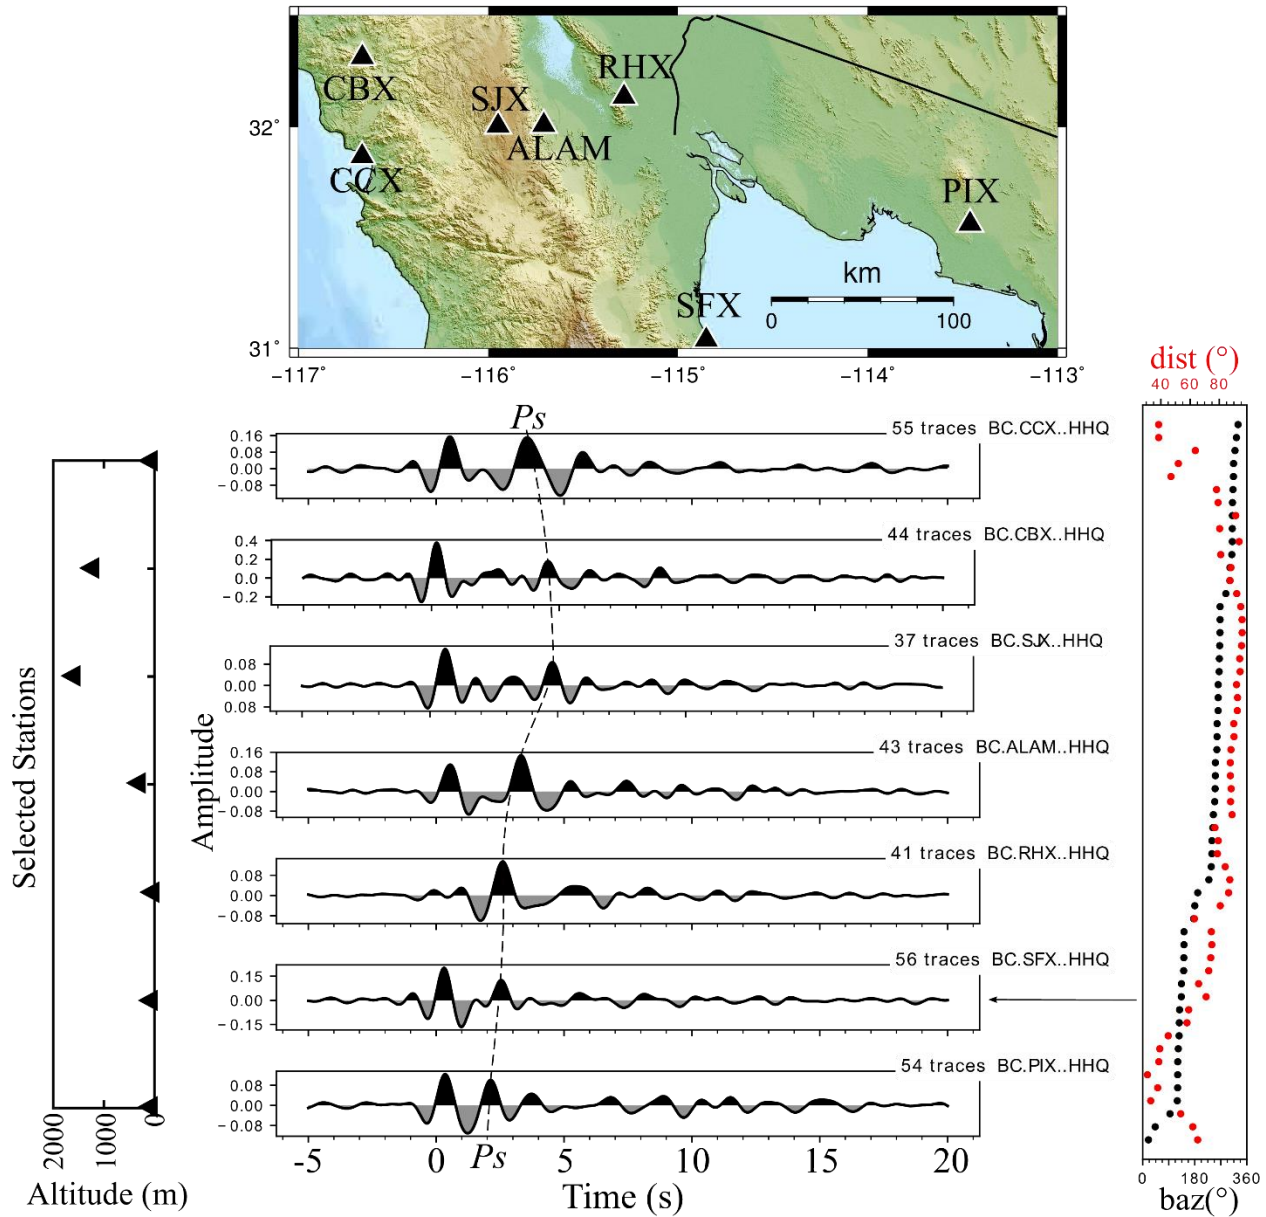 CBX
RHX
SJX
ALAM
CCX
PIX
SFX
km
0 100
32°
31°
−117° −116° −115° −114° −113°
dist (°)
40 60 80
Ps
55 traces BC.CCX..HHQ
0.16
0.08
0.00
−0.08
44 traces BC.CBX..HHQ
0.4
0.2
0.0
−0.2
37 traces BC.SJX..HHQ
0.08
0.00
0.08
43 traces BC.ALAM..HHQ
0.16
0.08
0.00
−0.08
41 traces BC.RHX..HHQ
0.08
0.00
−0.08
56 traces BC.SFX..HHQ
0.15
0.00
−0.15
54 traces BC.PIX..HHQ
0.08
0.00
−0.08
Selected Stations
Amplitude
2000 1000 0
Altitude (m)
-5 0 5 10 15 20
Ps
Time (s)
0 180 360
baz(°)